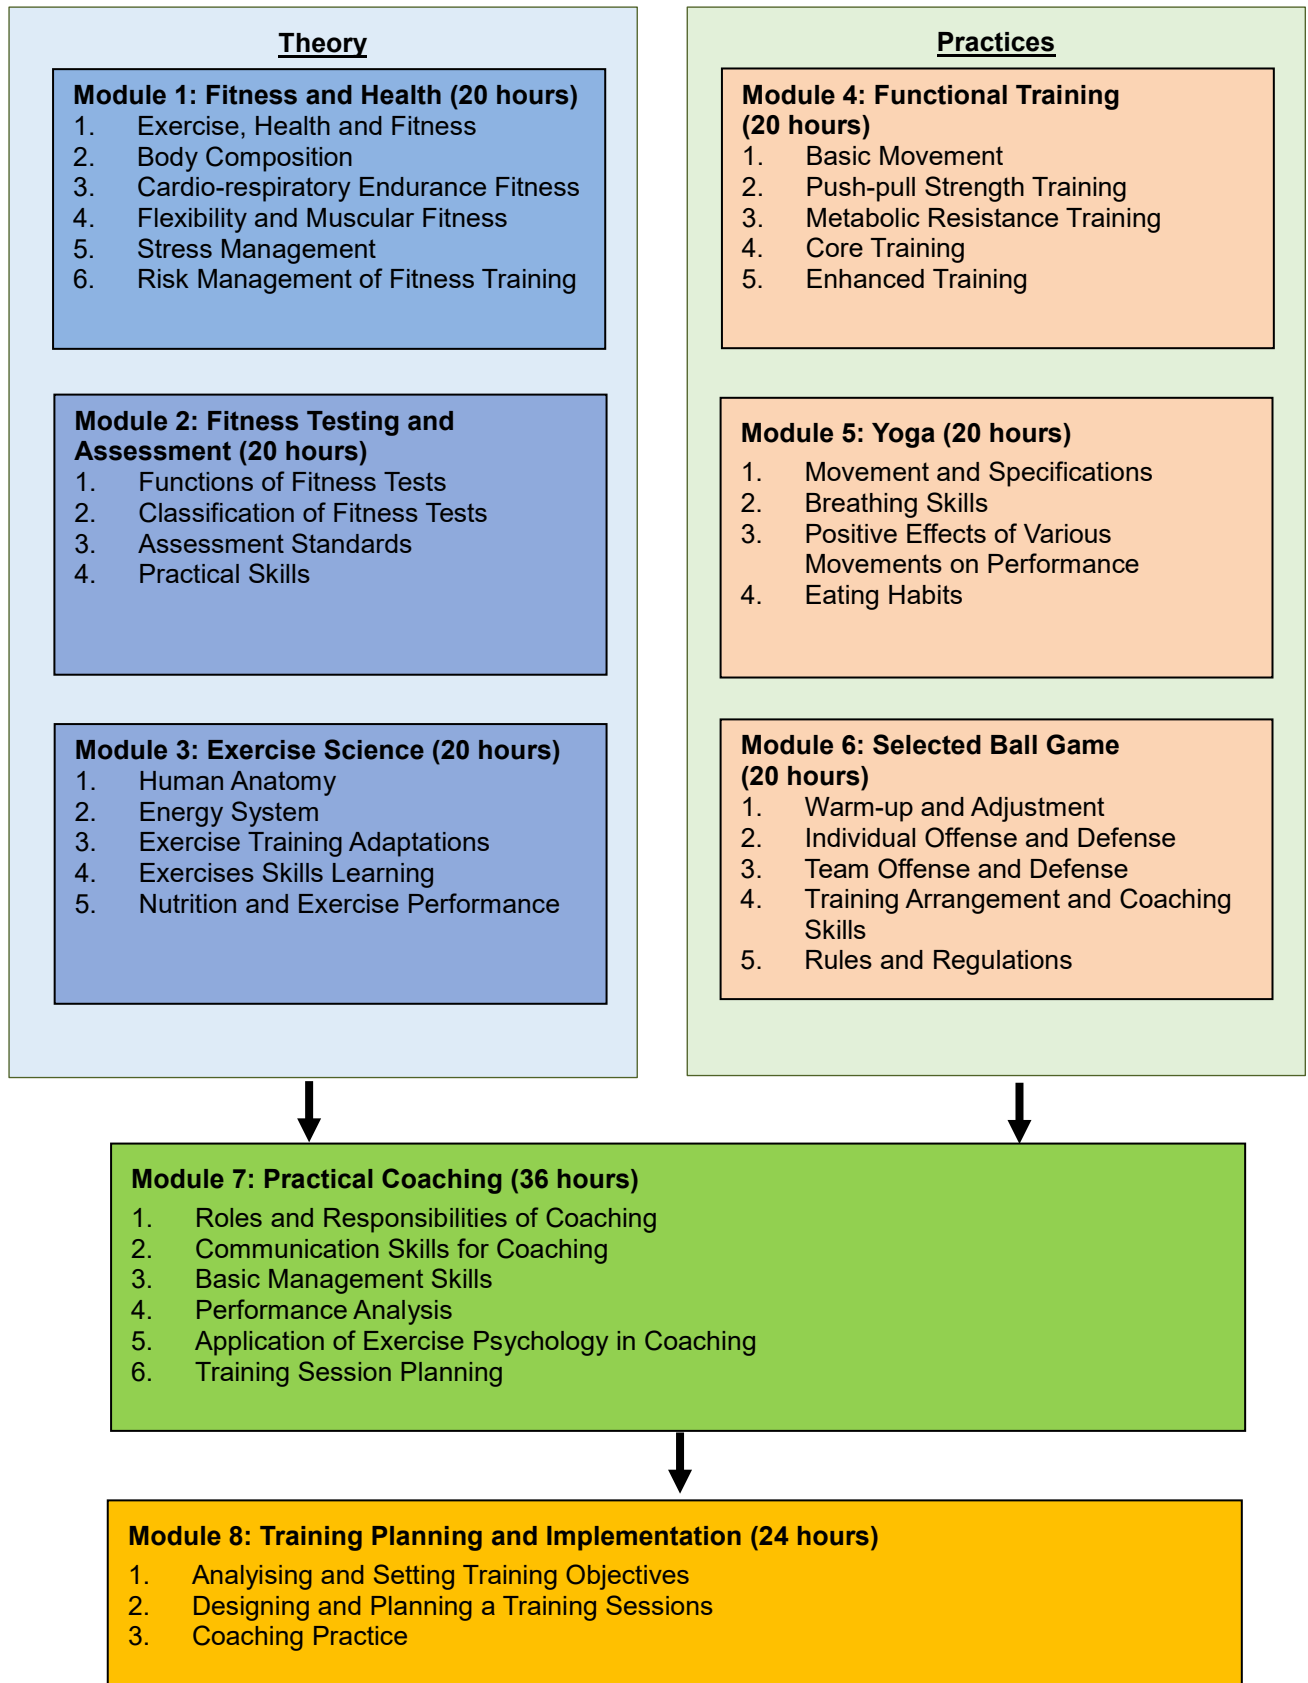 Theory
Module 1: Fitness and Health (20 hours)
1. Exercise, Health and Fitness
2. Body Composition
3. Cardio-respiratory Endurance Fitness
4. Flexibility and Muscular Fitness
5. Stress Management
6. Risk Management of Fitness Training
Module 2: Fitness Testing and
Assessment (20 hours)
1. Functions of Fitness Tests
2. Classification of Fitness Tests
3. Assessment Standards
4. Practical Skills
Module 3: Exercise Science (20 hours)
1. Human Anatomy
2. Energy System
3. Exercise Training Adaptations
4. Exercises Skills Learning
5. Nutrition and Exercise Performance
Practices
Module 4: Functional Training
(20 hours)
1. Basic Movement
2. Push-pull Strength Training
3. Metabolic Resistance Training
4. Core Training
5. Enhanced Training
Module 5: Yoga (20 hours)
1. Movement and Specifications
2. Breathing Skills
3. Positive Effects of Various
Movements on Performance
4. Eating Habits
Module 6: Selected Ball Game
(20 hours)
1. Warm-up and Adjustment
2. Individual Offense and Defense
3. Team Offense and Defense
4. Training Arrangement and Coaching
Skills
5. Rules and Regulations
Module 7: Practical Coaching (36 hours)
1. Roles and Responsibilities of Coaching
2. Communication Skills for Coaching
3. Basic Management Skills
4. Performance Analysis
5. Application of Exercise Psychology in Coaching
6. Training Session Planning
Module 8: Training Planning and Implementation (24 hours)
1. Analyising and Setting Training Objectives
2. Designing and Planning a Training Sessions
3. Coaching Practice